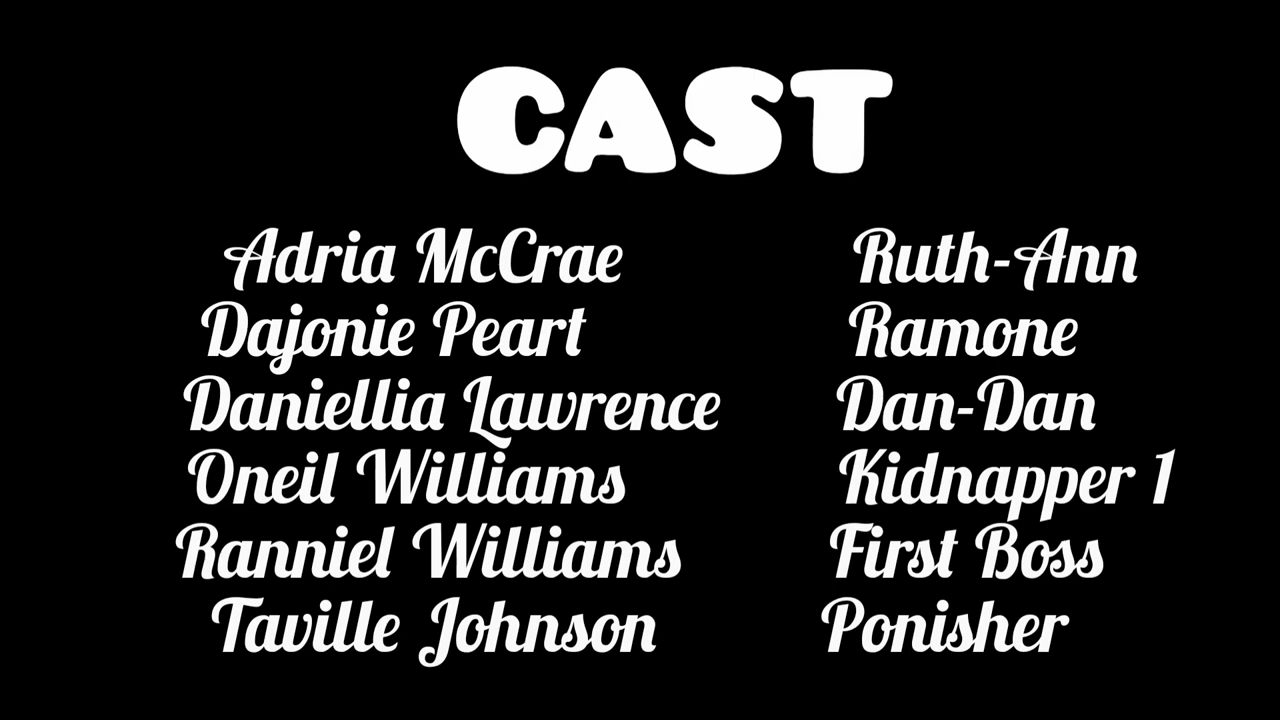 CAST
Adria McCrae Ruth-Ann
Dajonie Peart Ramone
Daniellia Lawrence Dan-Dan
Oneil Williams Kidnapper 1
Ranniel Williams First Boss
Taville Johnson Ponisher